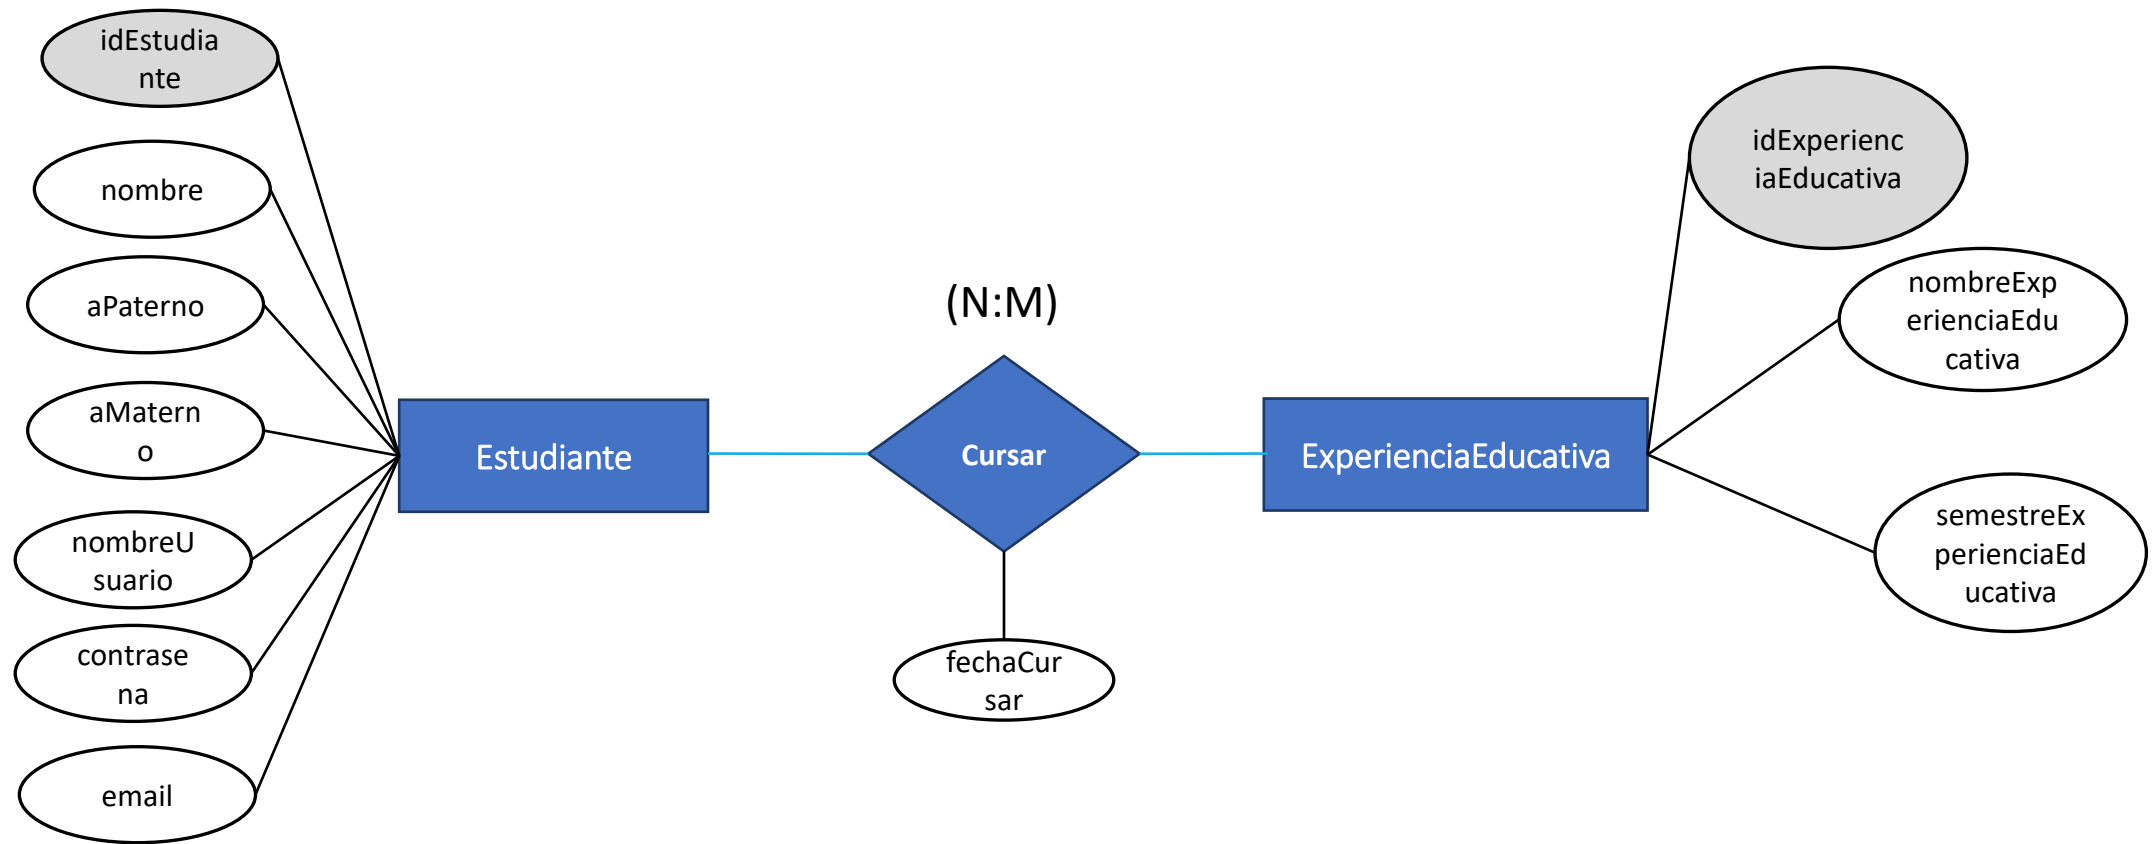 idEstudia
nte
nombre
aPaterno
aMatern
o
nombreU
suario
contrase
na
email
Estudiante
(N:M)
Cursar
fechaCur
sar
ExperienciaEducativa
idExperienc
iaEducativa
nombreExp
erienciaEdu
cativa
semestreEx
perienciaEd
ucativa